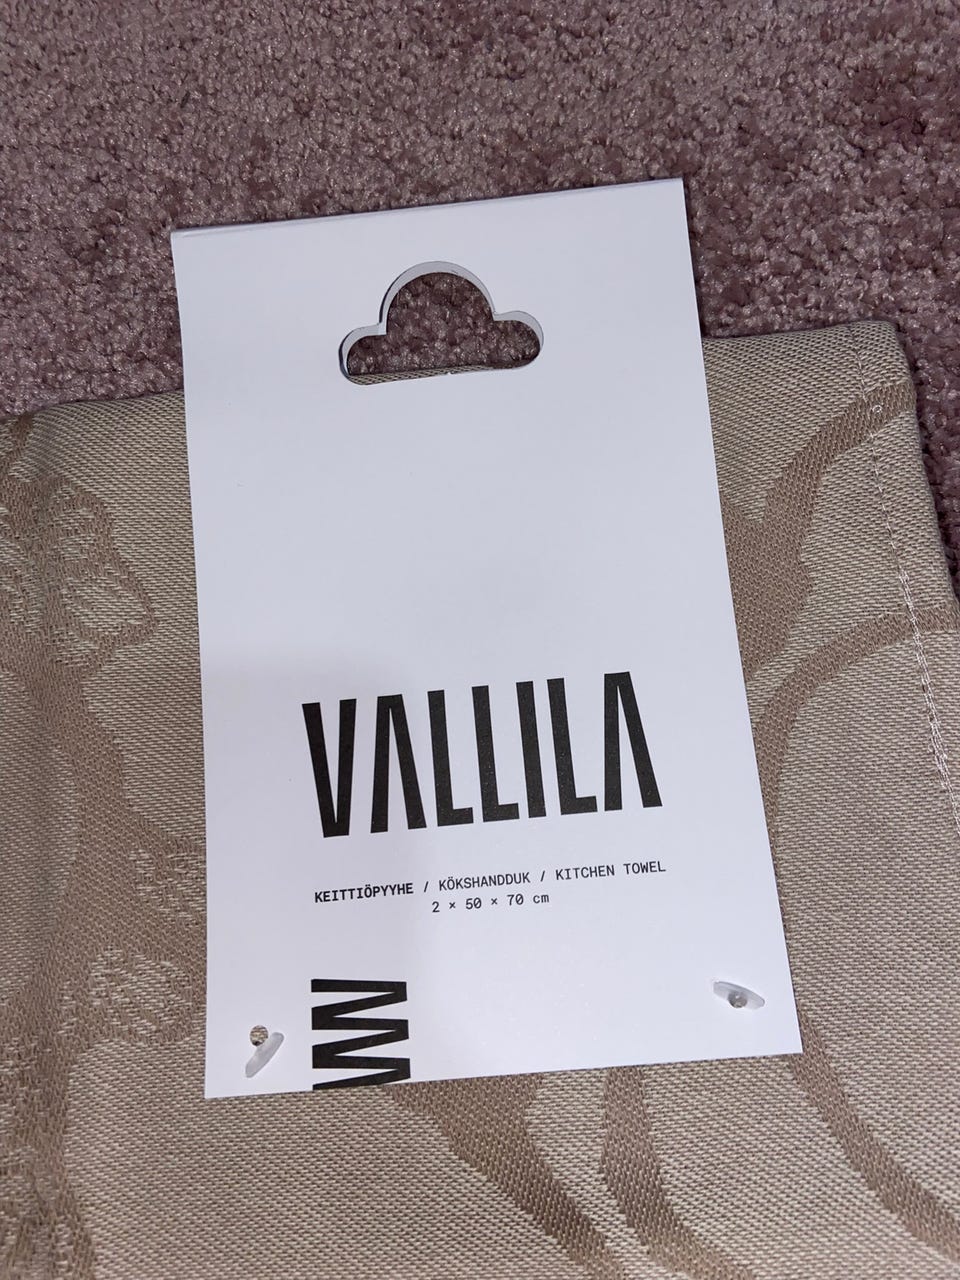 VALLILA
KEITTIÖPYYHE / KÖKSHANDDUK / KITCHEN TOWEL
2 × 50 × 70 cm